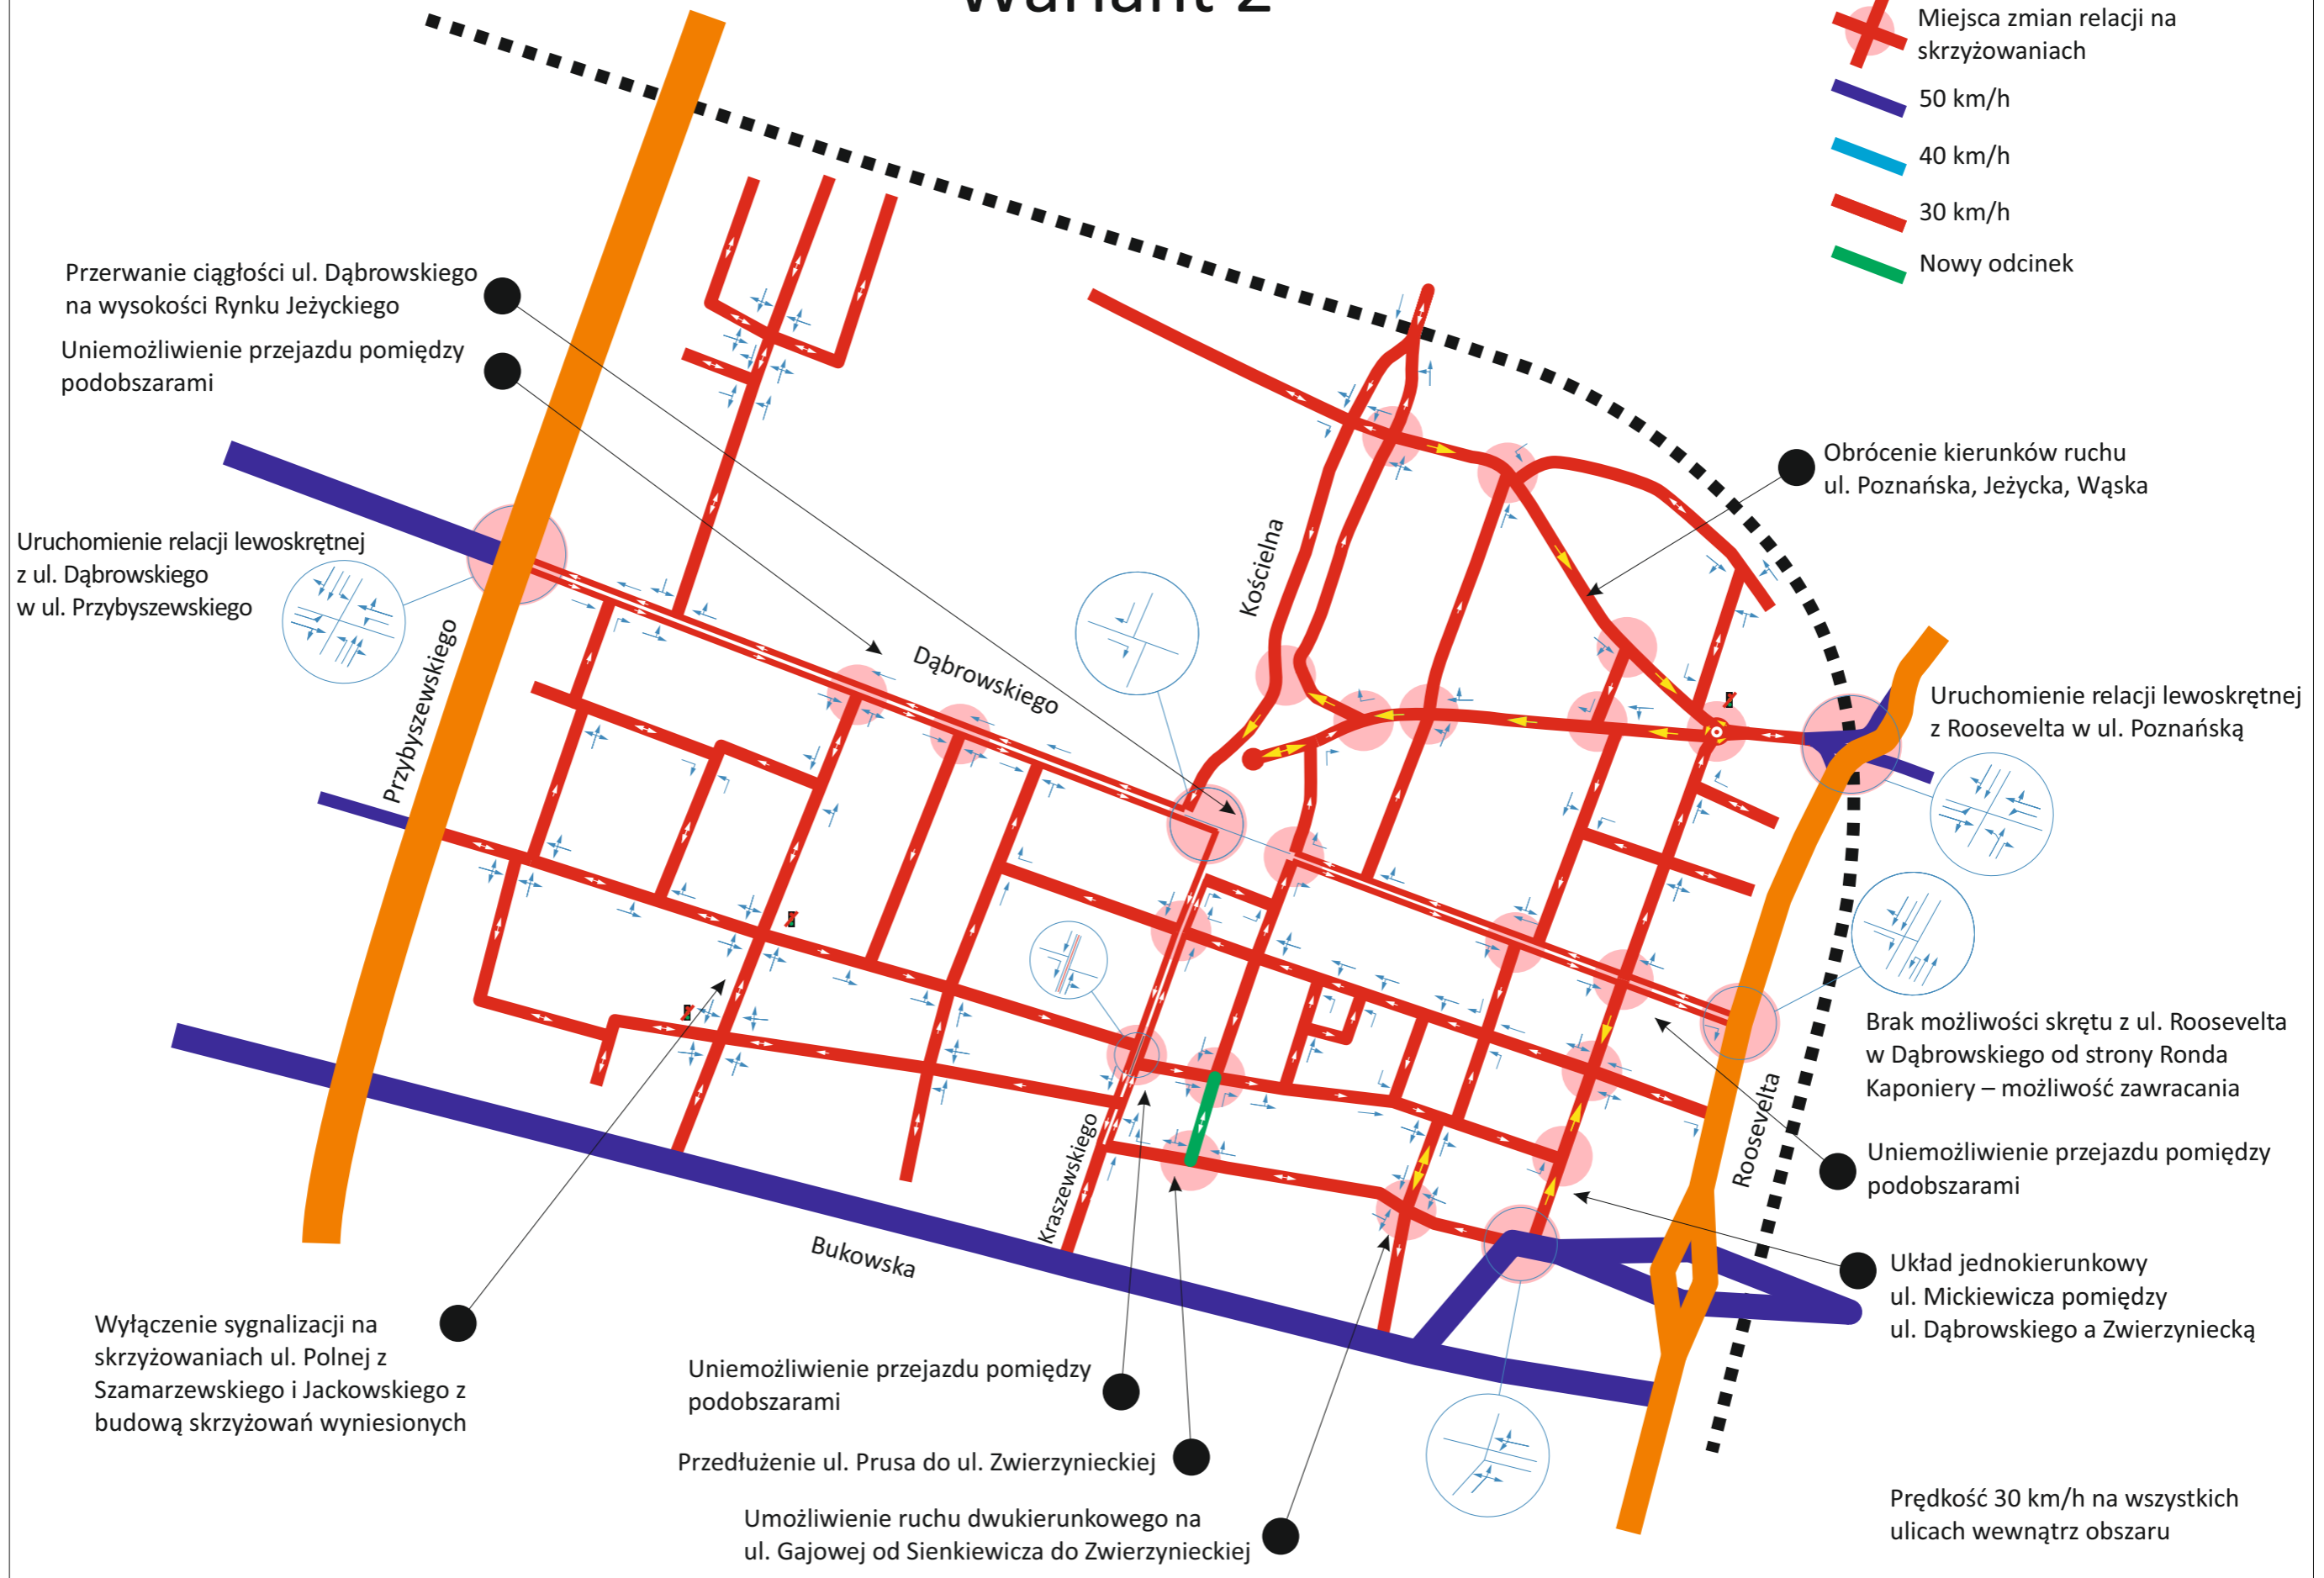 Wariant 2
Miejsca zmian relacji na
skrzyżowaniach
50 km/h
40 km/h
30 km/h
Nowy odcinek
Przerwanie ciągłości ul. Dąbrowskiego
na wysokości Rynku Jeżyckiego
Uniemożliwienie przejazdu pomiędzy
podobszarami
Obrócenie kierunków ruchu
ul. Poznańska, Jeżycka, Wąska
Uruchomienie relacji lewoskrętnej
z ul. Dąbrowskiego
w ul. Przybyszewskiego
Przybyszewskiego
Dąbrowskiego
Kościelna
Uruchomienie relacji lewoskrętnej
z Roosevelta w ul. Poznańską
Brak możliwości skrętu z ul. Roosevelta
w Dąbrowskiego od strony Ronda
Kaponiery – możliwość zawracania
Roosevelta
Uniemożliwienie przejazdu pomiędzy
podobszarami
Kraszewskiego
Bukowska
Układ jednokierunkowy
ul. Mickiewicza pomiędzy
ul. Dąbrowskiego a Zwierzyniecką
Wyłączenie sygnalizacji na
skrzyżowaniach ul. Polnej z
Szamarzewskiego i Jackowskiego z
budową skrzyżowań wyniesionych
Uniemożliwienie przejazdu pomiędzy
podobszarami
Przedłużenie ul. Prusa do ul. Zwierzynieckiej
Umożliwienie ruchu dwukierunkowego na
ul. Gajowej od Sienkiewicza do Zwierzynieckiej
Prędkość 30 km/h na wszystkich
ulicach wewnątrz obszaru